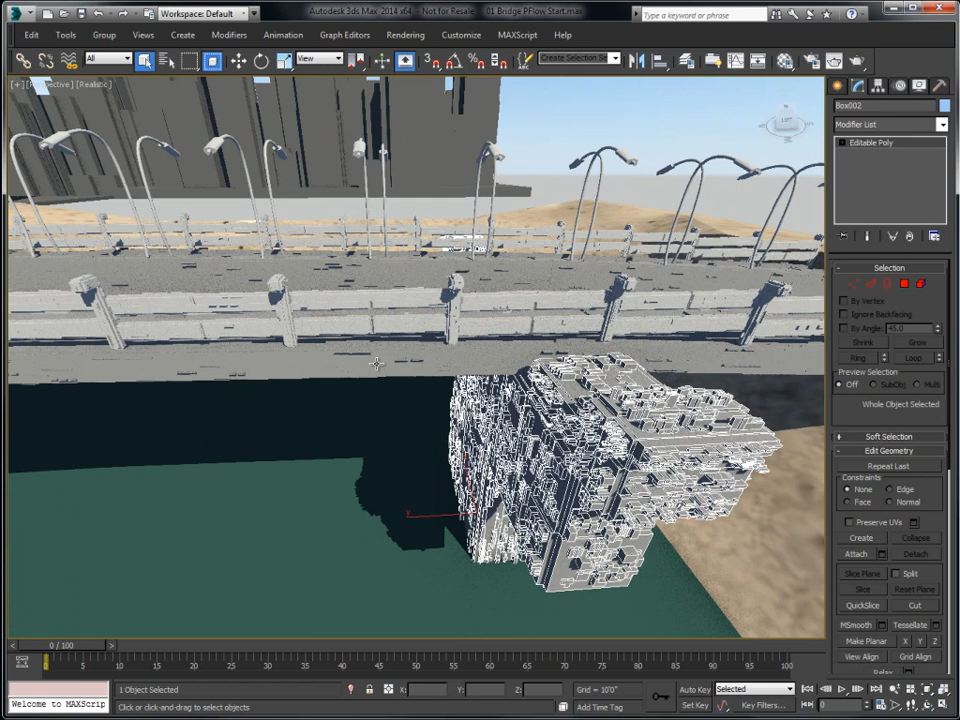 Workspace: Default
Autodesk 3ds Max 2014 x64 - Not for Resale 01 Bridge PFlow Start.max
Type a keyword or phrase
Edit Tools Group Views Create Modifiers Animation Graph Editors Rendering Customize MAXScript Help
All View Create Selection Se
[+] [Perspective] [Realistic]
Box002
Modifier List
Editable Poly
Selection
By Vertex
Ignore Backfacing
By Angle: 45.0
Shrink Grow
Ring Loop
Preview Selection
Off SubObj Multi
Whole Object Selected
Soft Selection
Edit Geometry
Repeat Last
Constraints
None Edge
Face Normal
Preserve UVs
Create Collapse
Attach Detach
Slice Plane Split
Slice Reset Plane
QuickSlice Cut
MSmooth Tessellate
Make Planar X Y Z
View Align Grid Align
Relax
0 / 100
0 5 10 15 20 25 30 35 40 45 50 55 60 65 70 75 80 85 90 95 100
1 Object Selected X: Y: Z: Grid = 10'0" Auto Key Selected
Welcome to MAXScrip Click or click-and-drag to select objects Add Time Tag Set Key Key Filters... 0